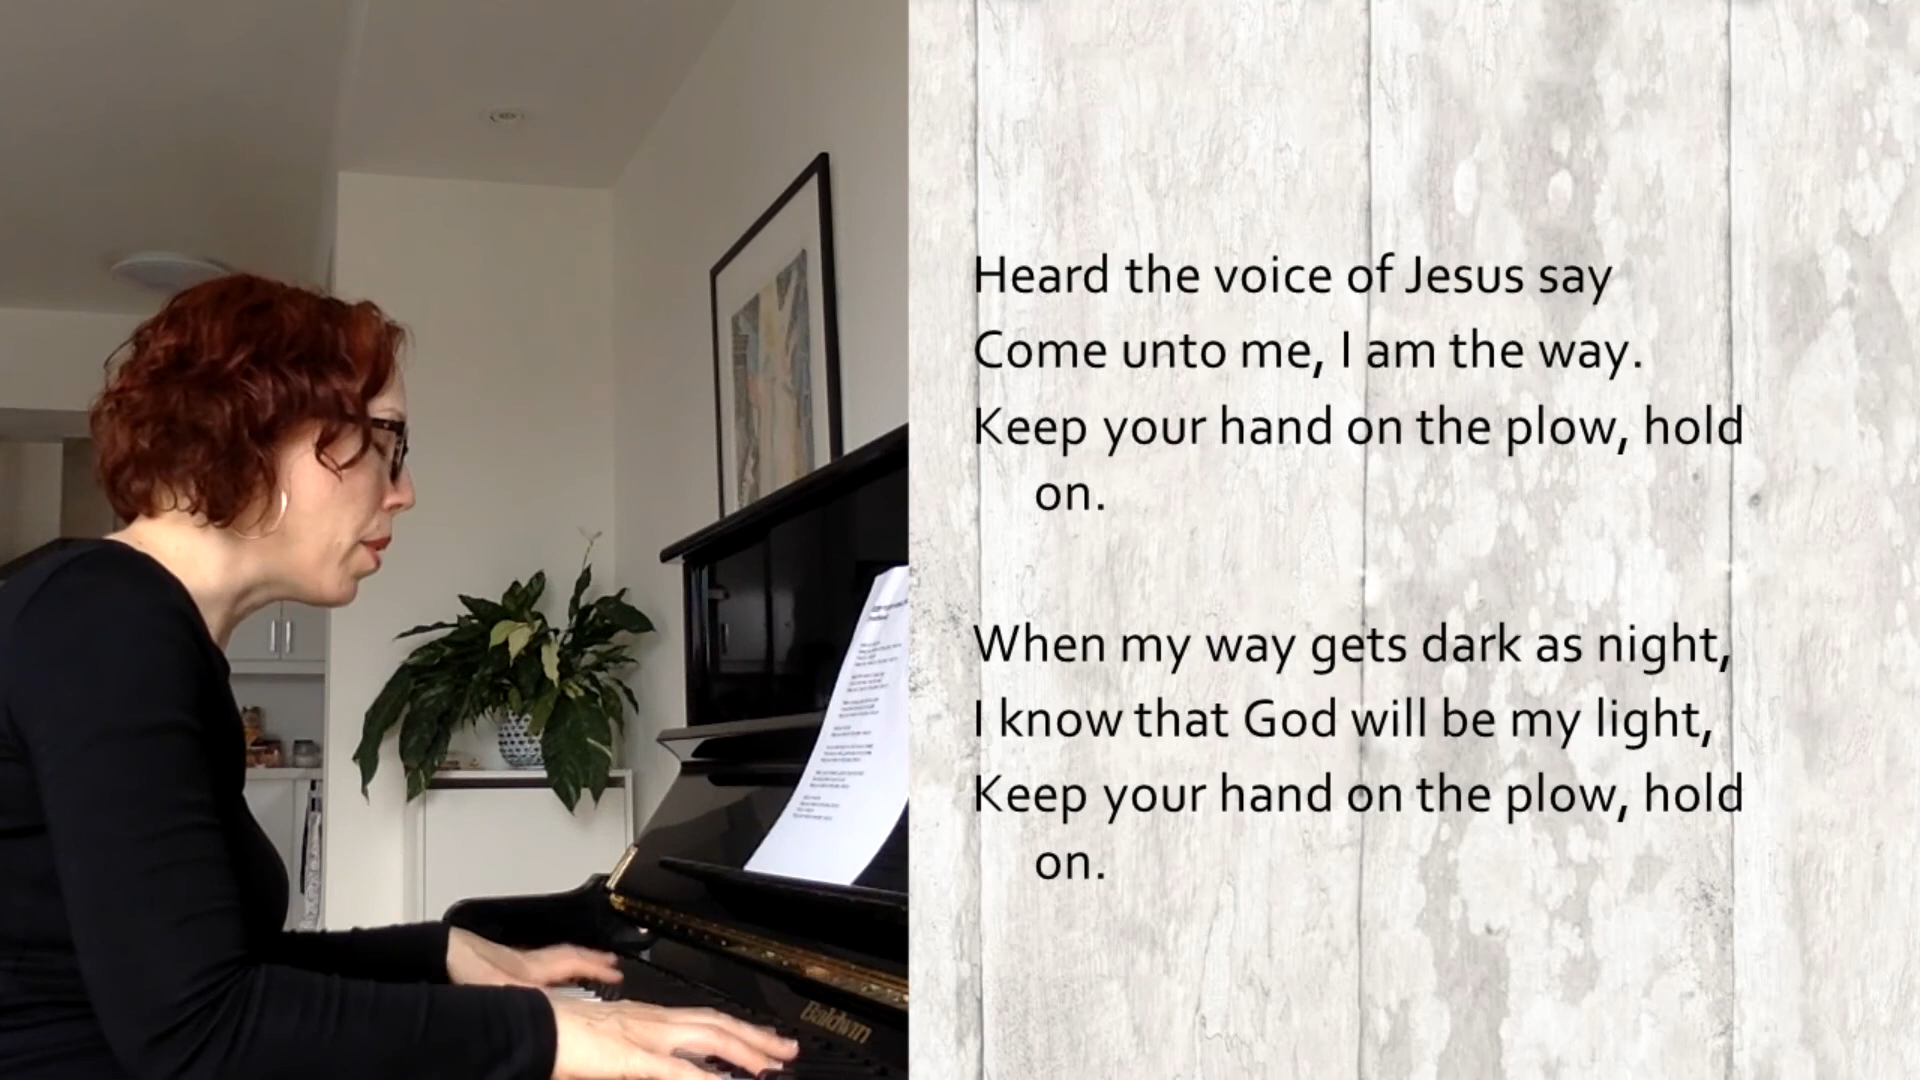 Heard the voice of Jesus say
Come unto me, I am the way.
Keep your hand on the plow, hold
on.
When my way gets dark as night,
I know that God will be my light,
Keep your hand on the plow, hold
on.
Baldwin